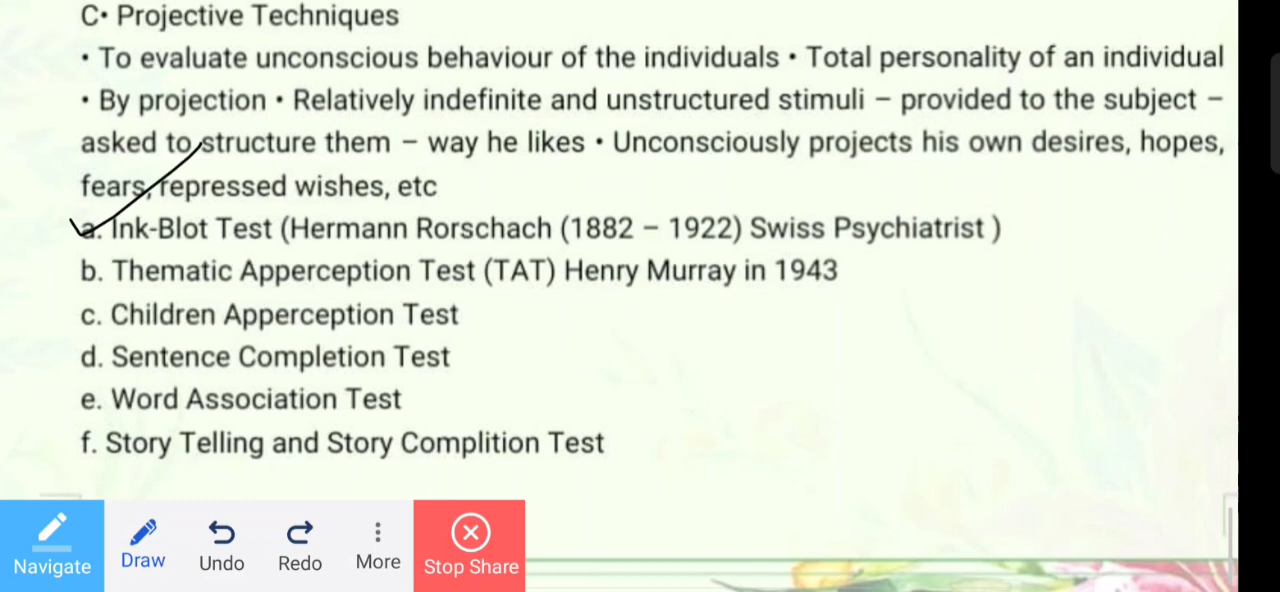 C• Projective Techniques
• To evaluate unconscious behaviour of the individuals • Total personality of an individual
• By projection • Relatively indefinite and unstructured stimuli – provided to the subject –
asked to structure them – way he likes • Unconsciously projects his own desires, hopes,
fears, repressed wishes, etc
a. Ink-Blot Test (Hermann Rorschach (1882 – 1922) Swiss Psychiatrist )
b. Thematic Apperception Test (TAT) Henry Murray in 1943
c. Children Apperception Test
d. Sentence Completion Test
e. Word Association Test
f. Story Telling and Story Complition Test
Navigate Draw Undo Redo More Stop Share